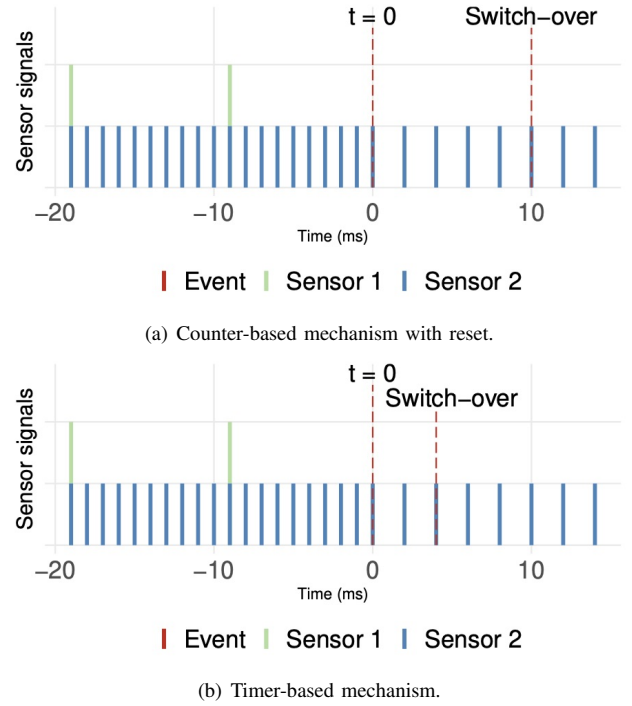 t = 0 Switch−over
Sensor signals
−20 −10 0 10
Time (ms)
Event Sensor 1 Sensor 2
(a) Counter-based mechanism with reset.
t = 0
Switch−over
Sensor signals
−20 −10 0 10
Time (ms)
Event Sensor 1 Sensor 2
(b) Timer-based mechanism.